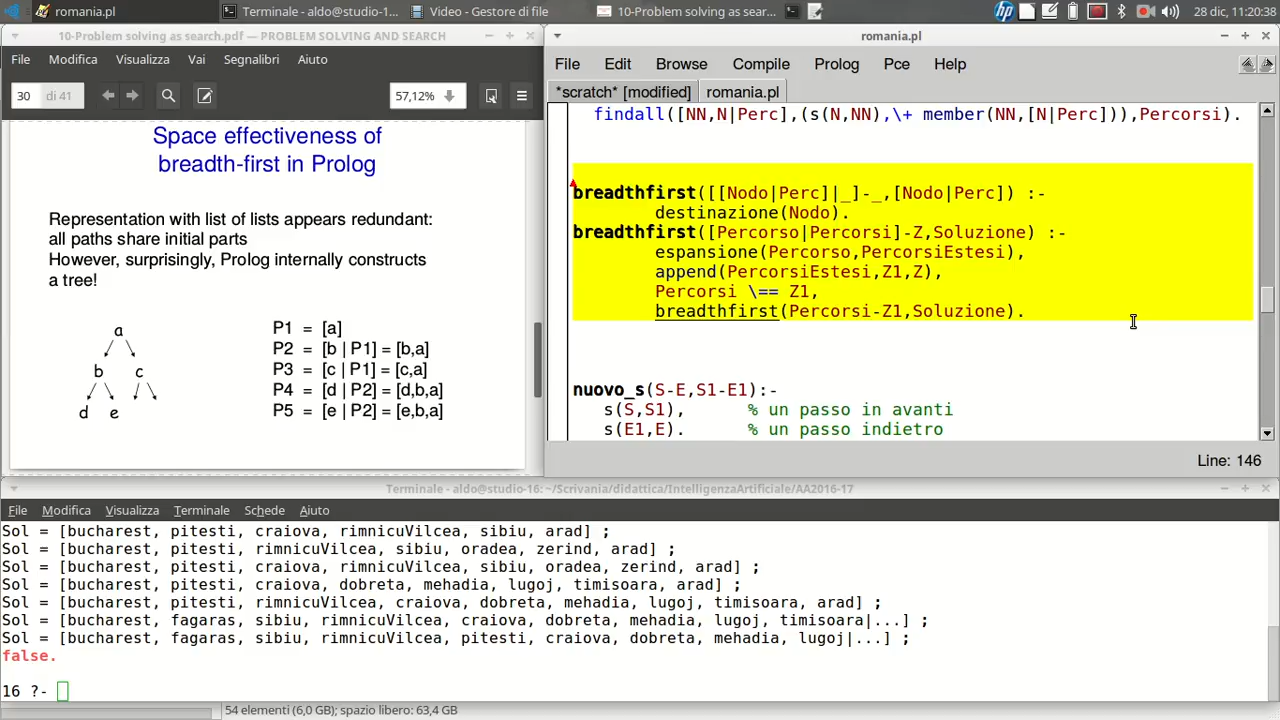 romania.pl
Terminale - aldo@studio-1...
Video - Gestore di file
10-Problem solving as sear...
28 dic, 11:20:38
10-Problem solving as search.pdf — PROBLEM SOLVING AND SEARCH
File Modifica Visualizza Vai Segnalibri Aiuto
30 di 41
57,12%
Space effectiveness of
breadth-first in Prolog
Representation with list of lists appears redundant:
all paths share initial parts
However, surprisingly, Prolog internally constructs
a tree!
a
b c
d e
P1 = [a]
P2 = [b | P1] = [b,a]
P3 = [c | P1] = [c,a]
P4 = [d | P2] = [d,b,a]
P5 = [e | P2] = [e,b,a]
romania.pl
File Edit Browse Compile Prolog Pce Help
*scratch* [modified] romania.pl
findall([NN,N|Perc],(s(N,NN),\+ member(NN,[N|Perc])),Percorsi).
breadthfirst([[Nodo|Perc]|_]-_,[Nodo|Perc]) :-
destinazione(Nodo).
breadthfirst([Percorso|Percorsi]-Z,Soluzione) :-
espansione(Percorso,PercorsiEstesi),
append(PercorsiEstesi,Z1,Z),
Percorsi \== Z1,
breadthfirst(Percorsi-Z1,Soluzione).
nuovo_s(S-E,S1-E1):-
s(S,S1), % un passo in avanti
s(E1,E). % un passo indietro
Line: 146
Terminale - aldo@studio-16: ~/Scrivania/didattica/IntelligenzaArtificiale/AA2016-17
File Modifica Visualizza Terminale Schede Aiuto
Sol = [bucharest, pitesti, craiova, rimnicuVilcea, sibiu, arad] ;
Sol = [bucharest, pitesti, rimnicuVilcea, sibiu, oradea, zerind, arad] ;
Sol = [bucharest, pitesti, craiova, rimnicuVilcea, sibiu, oradea, zerind, arad] ;
Sol = [bucharest, pitesti, craiova, dobreta, mehadia, lugoj, timisoara, arad] ;
Sol = [bucharest, pitesti, rimnicuVilcea, craiova, dobreta, mehadia, lugoj, timisoara, arad] ;
Sol = [bucharest, fagaras, sibiu, rimnicuVilcea, craiova, dobreta, mehadia, lugoj, timisoara|...] ;
Sol = [bucharest, fagaras, sibiu, rimnicuVilcea, pitesti, craiova, dobreta, mehadia, lugoj|...] ;
false.
16 ?-
54 elementi (6,0 GB); spazio libero: 63,4 GB